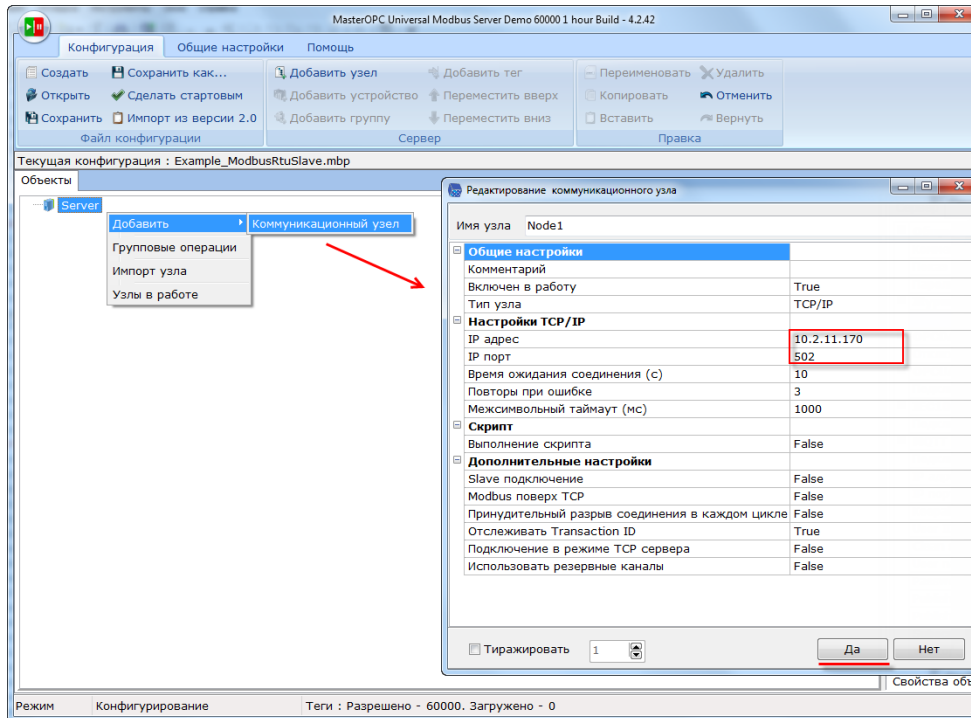 MasterOPC Universal Modbus Server Demo 60000 1 hour Build - 4.2.42
Конфигурация Общие настройки Помощь
Создать Сохранить как... Добавить узел Добавить тег Переименовать Удалить
Открыть Сделать стартовым Добавить устройство Переместить вверх Копировать Отменить
Сохранить Импорт из версии 2.0 Добавить группу Переместить вниз Вставить Вернуть
Файл конфигурации Сервер Правка
Текущая конфигурация : Example_ModbusRtuSlave.mbp
Объекты
Server
Добавить Коммуникационный узел
Групповые операции
Импорт узла
Узлы в работе
Редактирование коммуникационного узла
Имя узла Node1
Общие настройки
Комментарий
Включен в работу True
Тип узла TCP/IP
Настройки TCP/IP
IP адрес 10.2.11.170
IP порт 502
Время ожидания соединения (с) 10
Повторы при ошибке 3
Межсимвольный таймаут (мс) 1000
Скрипт
Выполнение скрипта False
Дополнительные настройки
Slave подключение False
Modbus поверх TCP False
Принудительный разрыв соединения в каждом цикле False
Отслеживать Transaction ID True
Подключение в режиме TCP сервера False
Использовать резервные каналы False
Тиражировать 1 Да Нет
Свойства объ
Режим Конфигурирование Теги : Разрешено - 60000. Загружено - 0